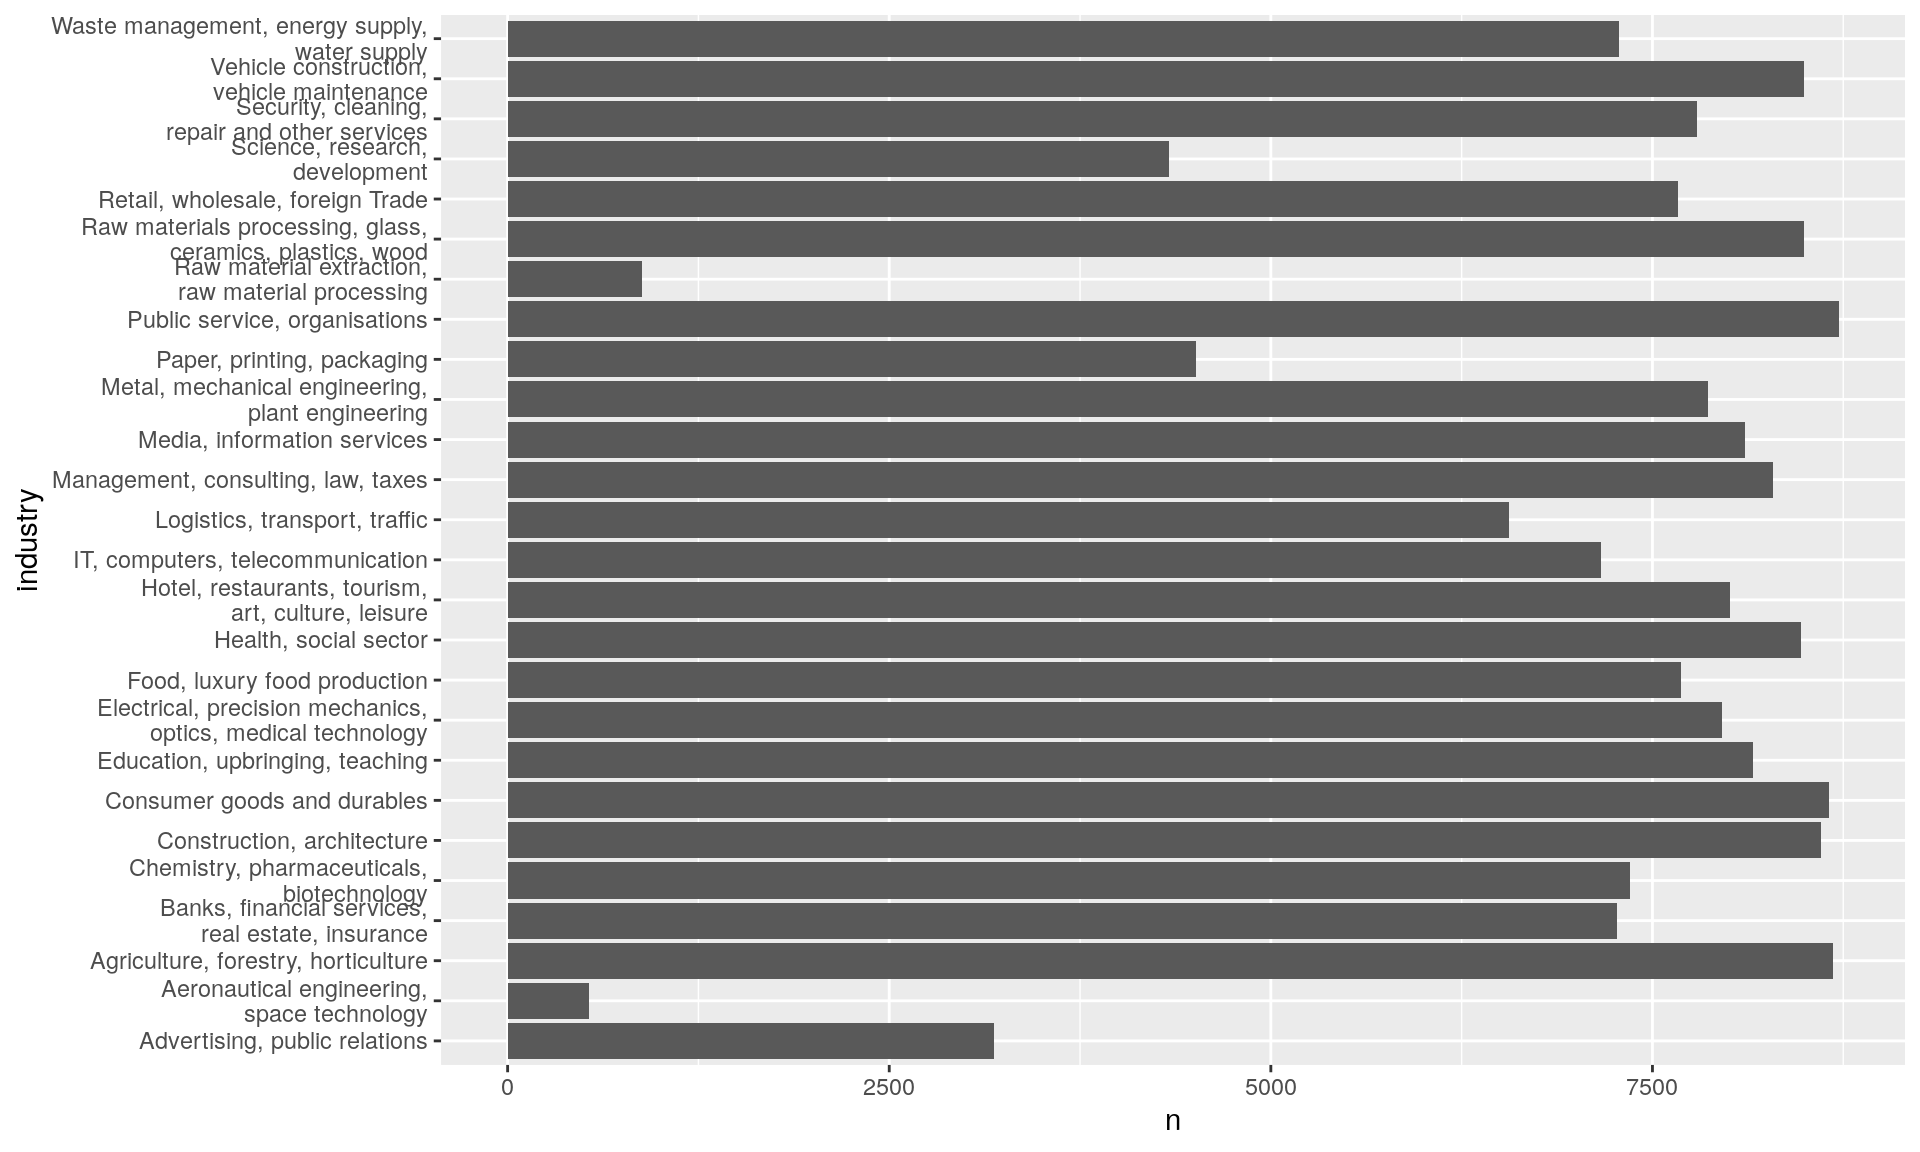 Waste management, energy supply,
water supply
Vehicle construction,
vehicle maintenance
Security, cleaning,
repair and other services
Science, research,
development
Retail, wholesale, foreign Trade
Raw materials processing, glass,
ceramics, plastics, wood
Raw material extraction,
raw material processing
Public service, organisations
Paper, printing, packaging
Metal, mechanical engineering,
plant engineering
Media, information services
Management, consulting, law, taxes
Logistics, transport, traffic
IT, computers, telecommunication
Hotel, restaurants, tourism,
art, culture, leisure
Health, social sector
Food, luxury food production
Electrical, precision mechanics,
optics, medical technology
Education, upbringing, teaching
Consumer goods and durables
Construction, architecture
Chemistry, pharmaceuticals,
biotechnology
Banks, financial services,
real estate, insurance
Agriculture, forestry, horticulture
Aeronautical engineering,
space technology
Advertising, public relations
industry
0 2500 5000 7500
n